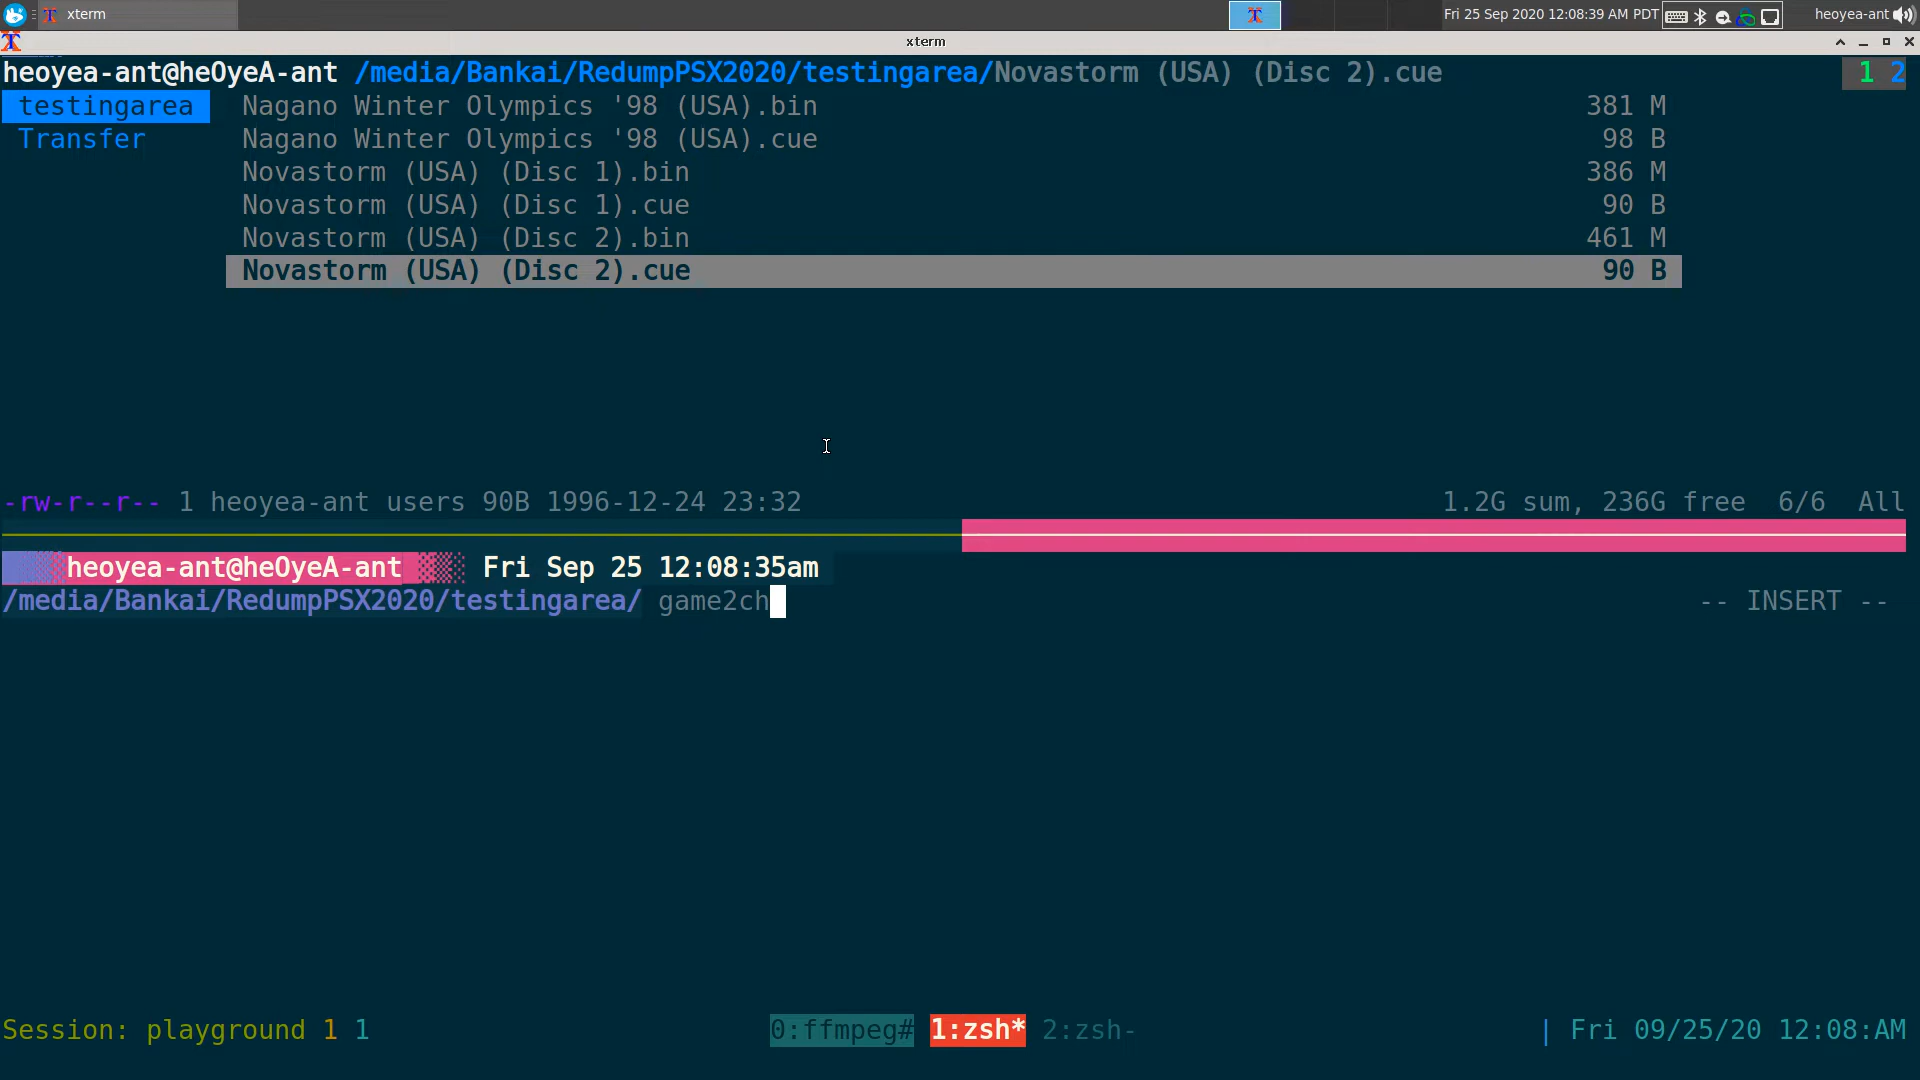 xterm
Fri 25 Sep 2020 12:08:39 AM PDT
heoyea-ant
xterm
heoyea-ant@heOyeA-ant /media/Bankai/RedumpPSX2020/testingarea/Novastorm (USA) (Disc 2).cue 1 2
testingarea Nagano Winter Olympics '98 (USA).bin 381 M
Transfer Nagano Winter Olympics '98 (USA).cue 98 B
Novastorm (USA) (Disc 1).bin 386 M
Novastorm (USA) (Disc 1).cue 90 B
Novastorm (USA) (Disc 2).bin 461 M
Novastorm (USA) (Disc 2).cue 90 B
-rw-r--r-- 1 heoyea-ant users 90B 1996-12-24 23:32 1.2G sum, 236G free 6/6 All
heoyea-ant@heOyeA-ant Fri Sep 25 12:08:35am
/media/Bankai/RedumpPSX2020/testingarea/ game2ch -- INSERT --
Session: playground 1 1 0:ffmpeg# 1:zsh* 2:zsh- | Fri 09/25/20 12:08:AM